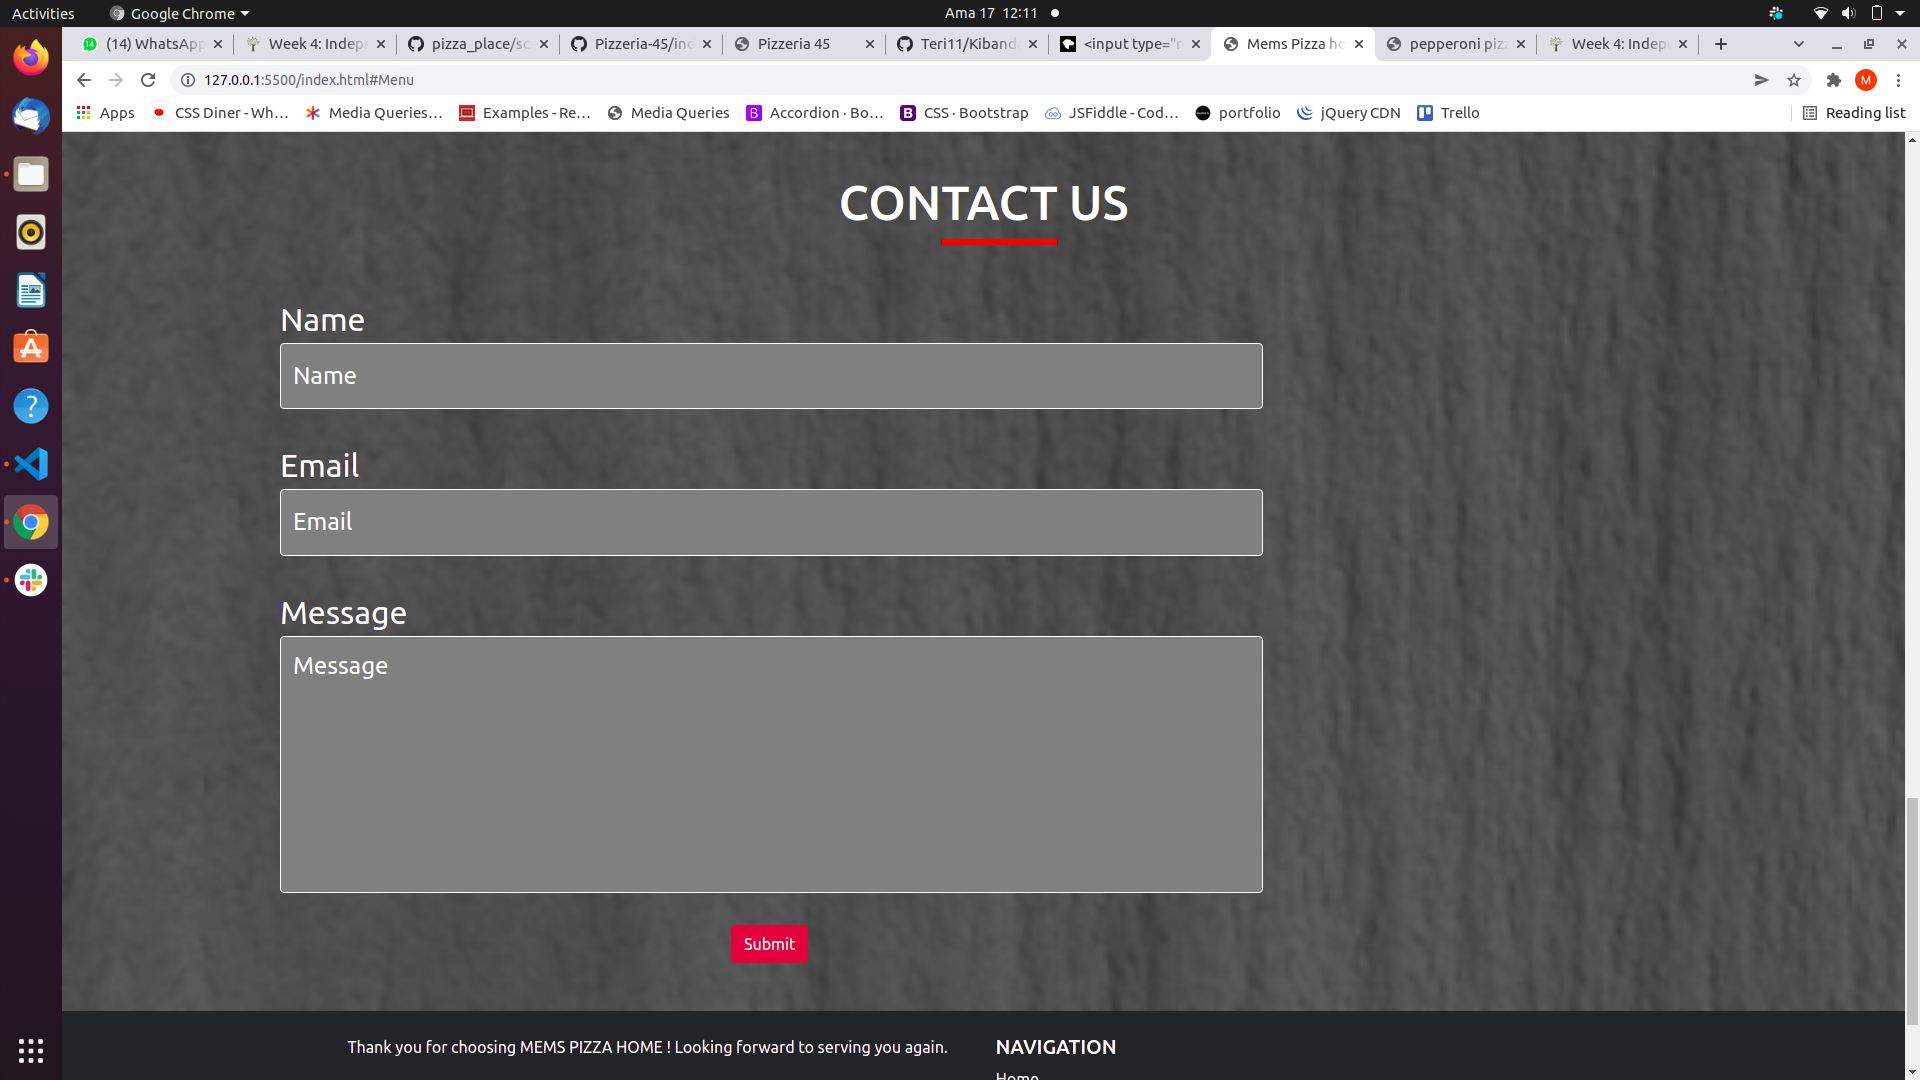 Activities
Google Chrome
Ama 17 12:11
(14) WhatsApp
Week 4: Indep
pizza_place/sc
Pizzeria-45/ind
Pizzeria 45
Teri11/Kiband
<input type="n
Mems Pizza ho
pepperoni piz
Week 4: Indep
127.0.0.1:5500/index.html#Menu
M
Apps
CSS Diner - Wh...
Media Queries...
Examples - Re...
Media Queries
Accordion · Bo...
CSS · Bootstrap
JSFiddle - Cod...
portfolio
jQuery CDN
Trello
Reading list
CONTACT US
Name
Name
Email
Email
Message
Message
Submit
Thank you for choosing MEMS PIZZA HOME ! Looking forward to serving you again.
NAVIGATION
Home